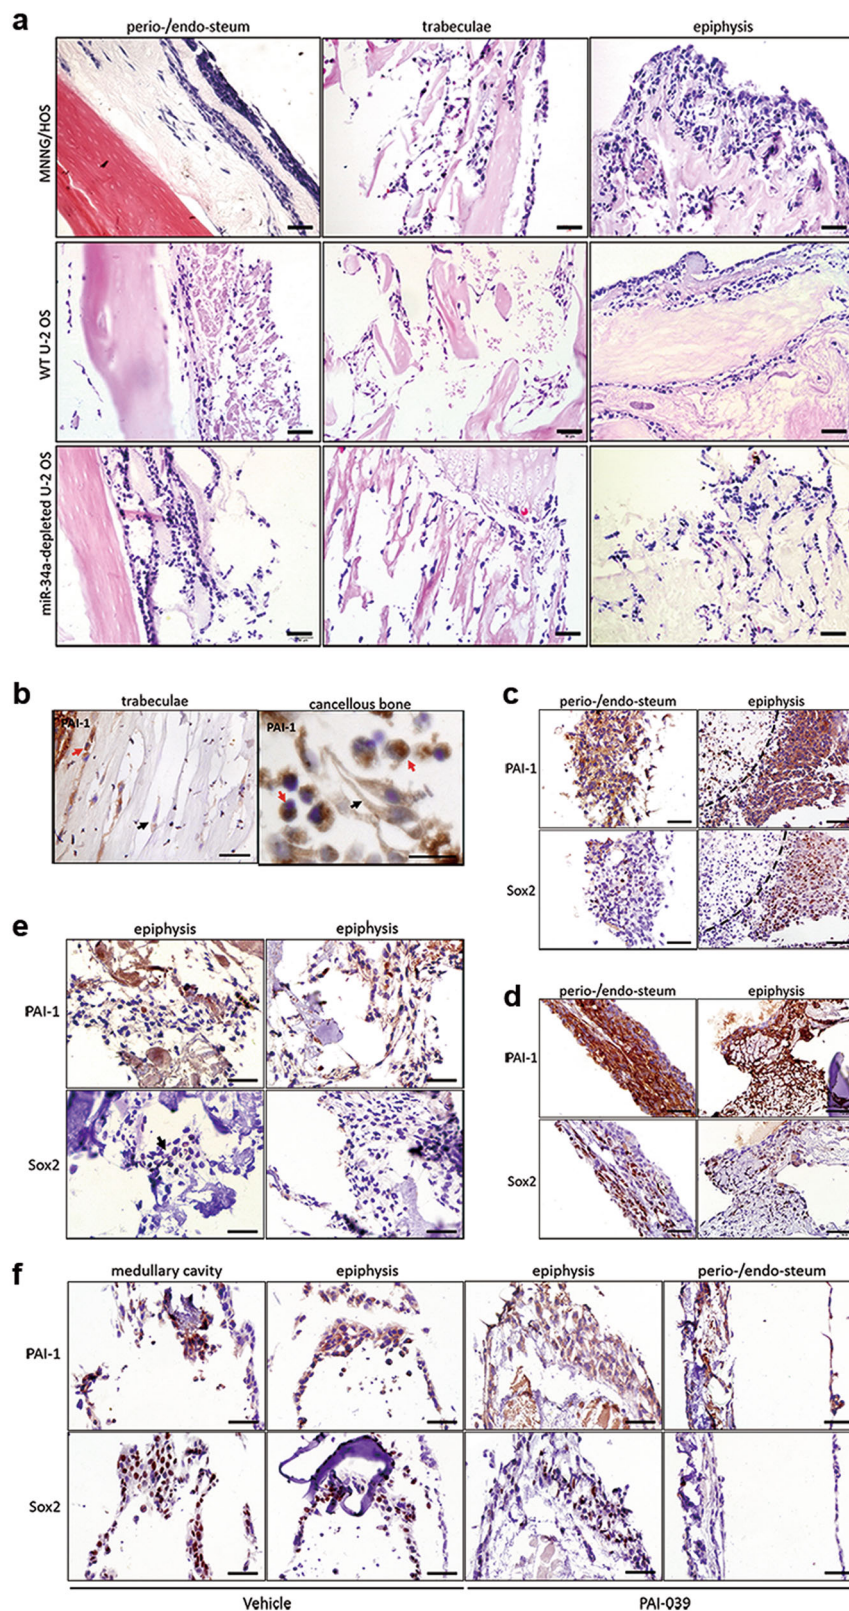 a
perio-/endo-steum trabeculae epiphysis
MNNG/HOS
WT U-2 OS
miR-34a-depleted U-2 OS
b
trabeculae cancellous bone
PAI-1 PAI-1
c
perio-/endo-steum epiphysis
PAI-1
Sox2
e
epiphysis epiphysis
PAI-1
Sox2
d
perio-/endo-steum epiphysis
PAI-1
Sox2
f
medullary cavity epiphysis epiphysis perio-/endo-steum
PAI-1
Sox2
Vehicle PAI-039